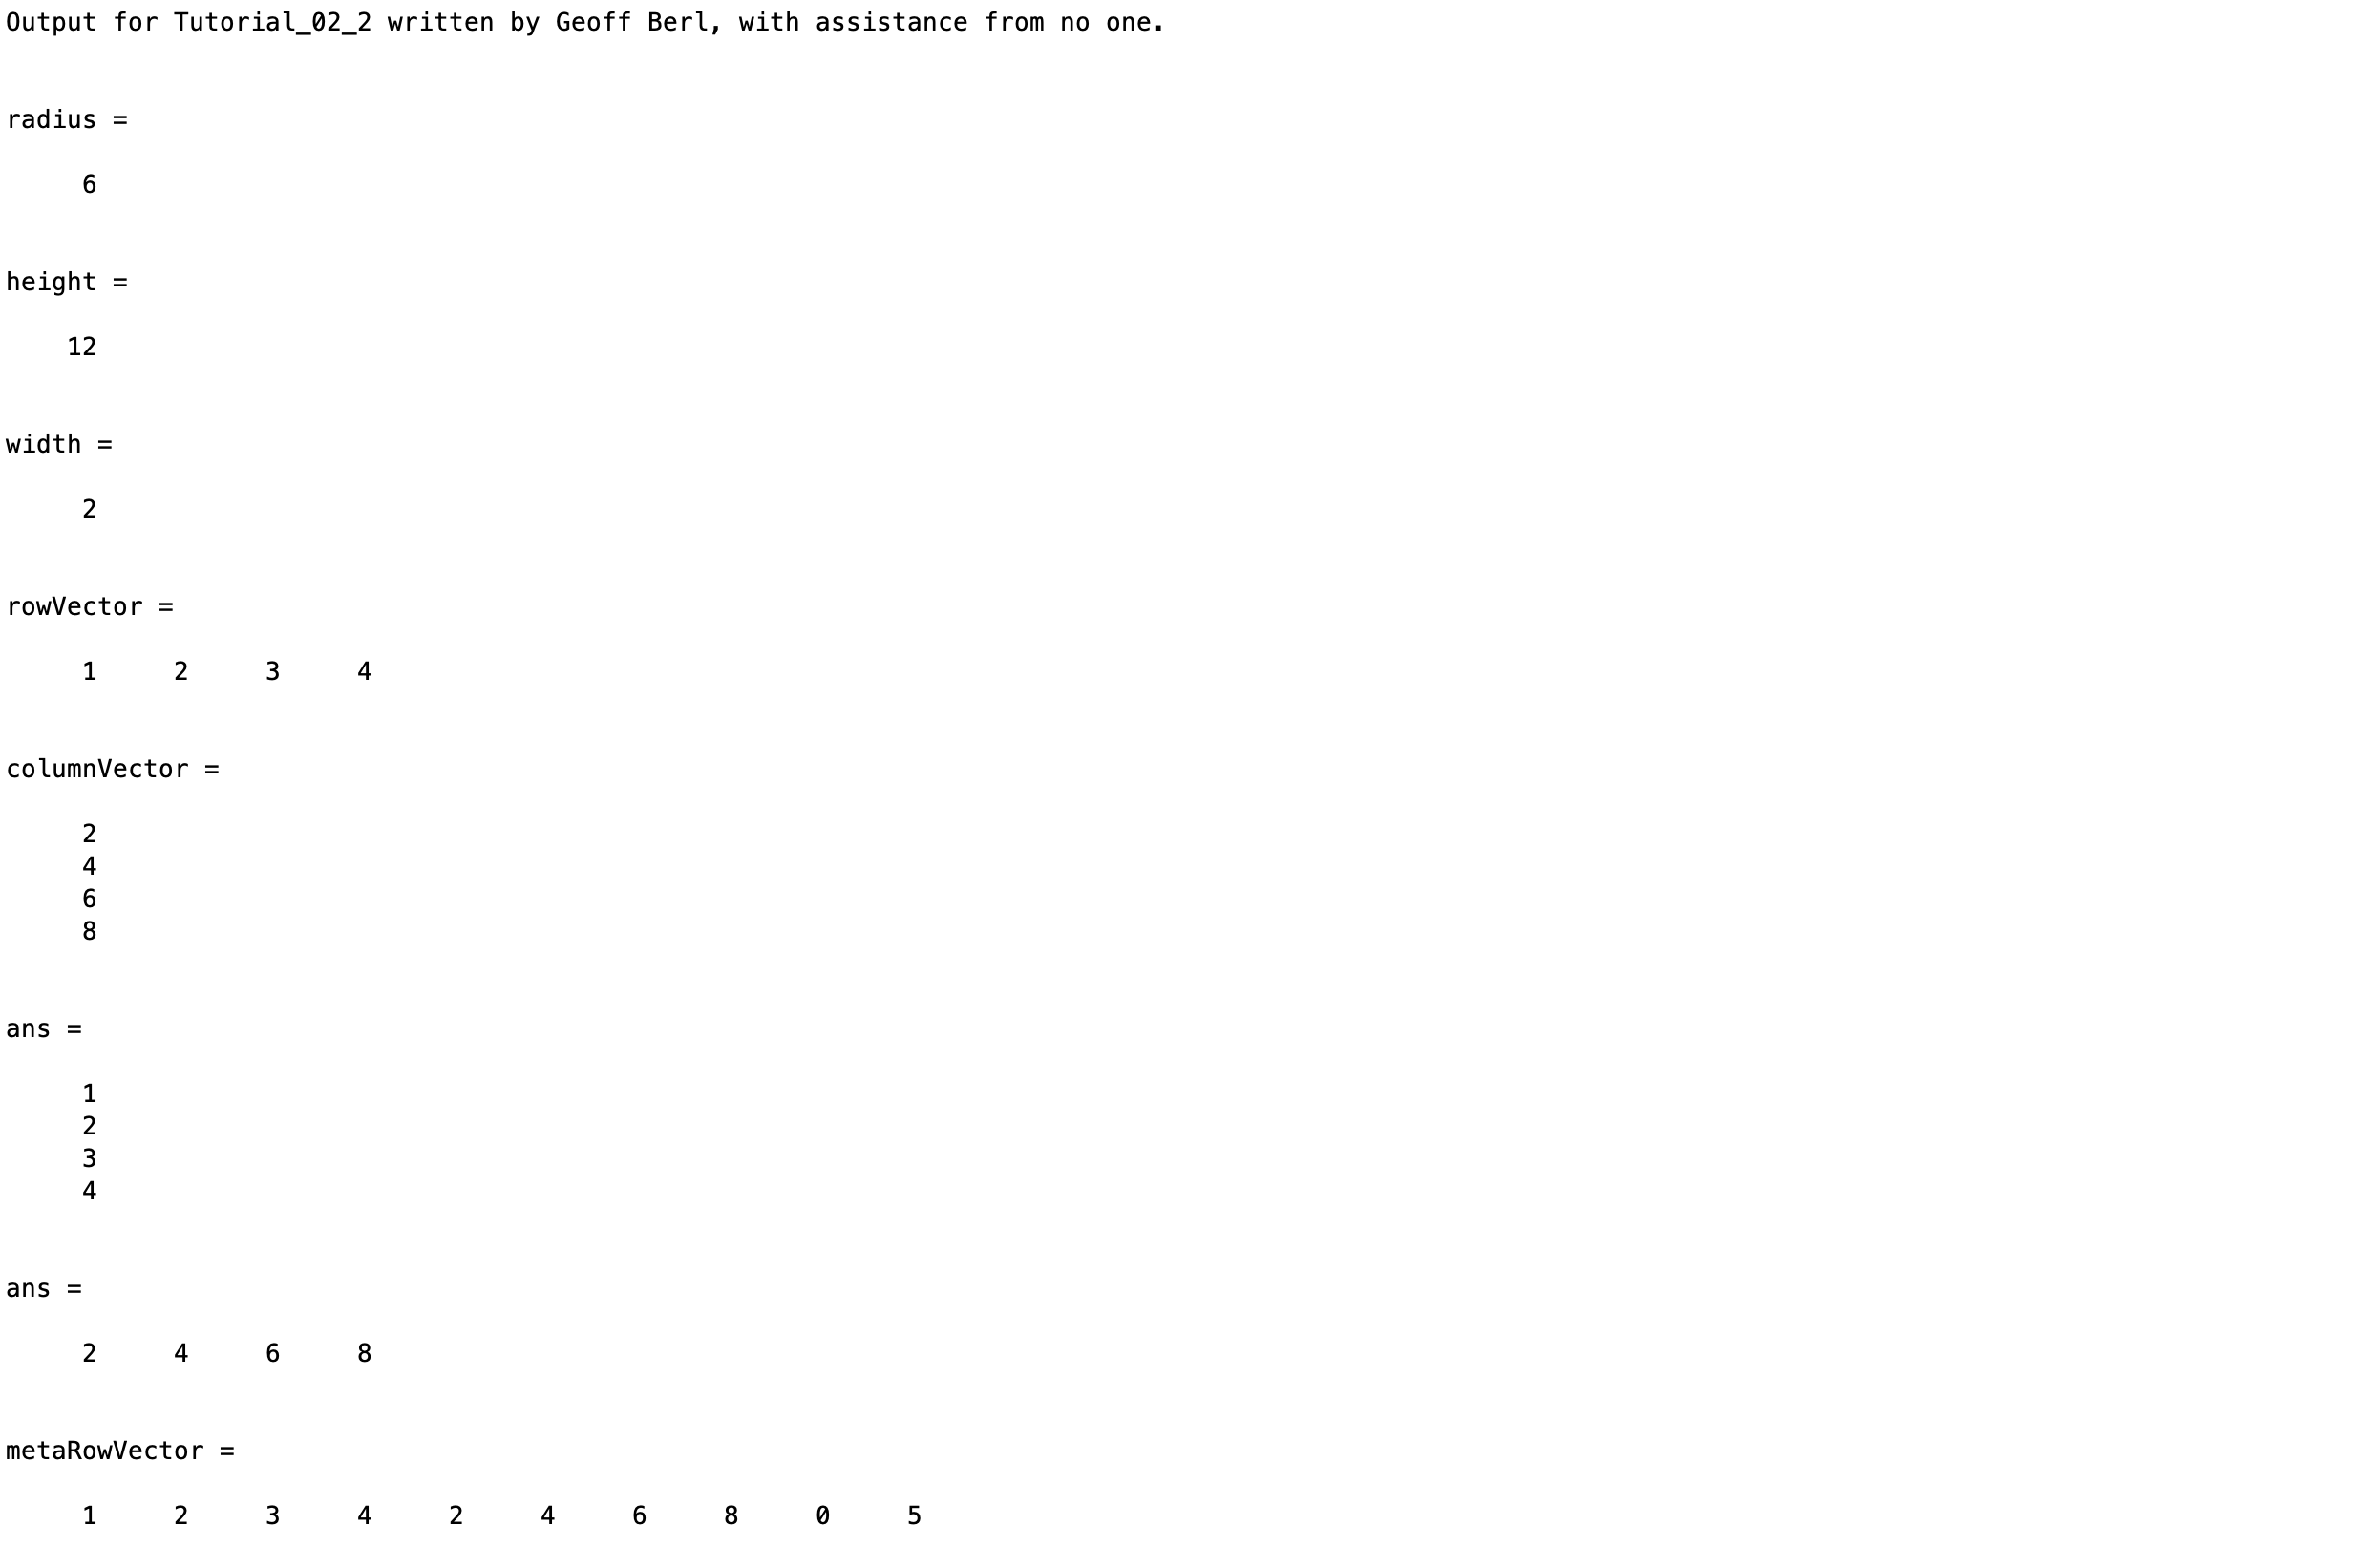 Output for Tutorial_02_2 written by Geoff Berl, with assistance from no one.
radius =
6
height =
12
width =
2
rowVector =
1 2 3 4
columnVector =
2
4
6
8
ans =
1
2
3
4
ans =
2 4 6 8
metaRowVector =
1 2 3 4 2 4 6 8 0 5